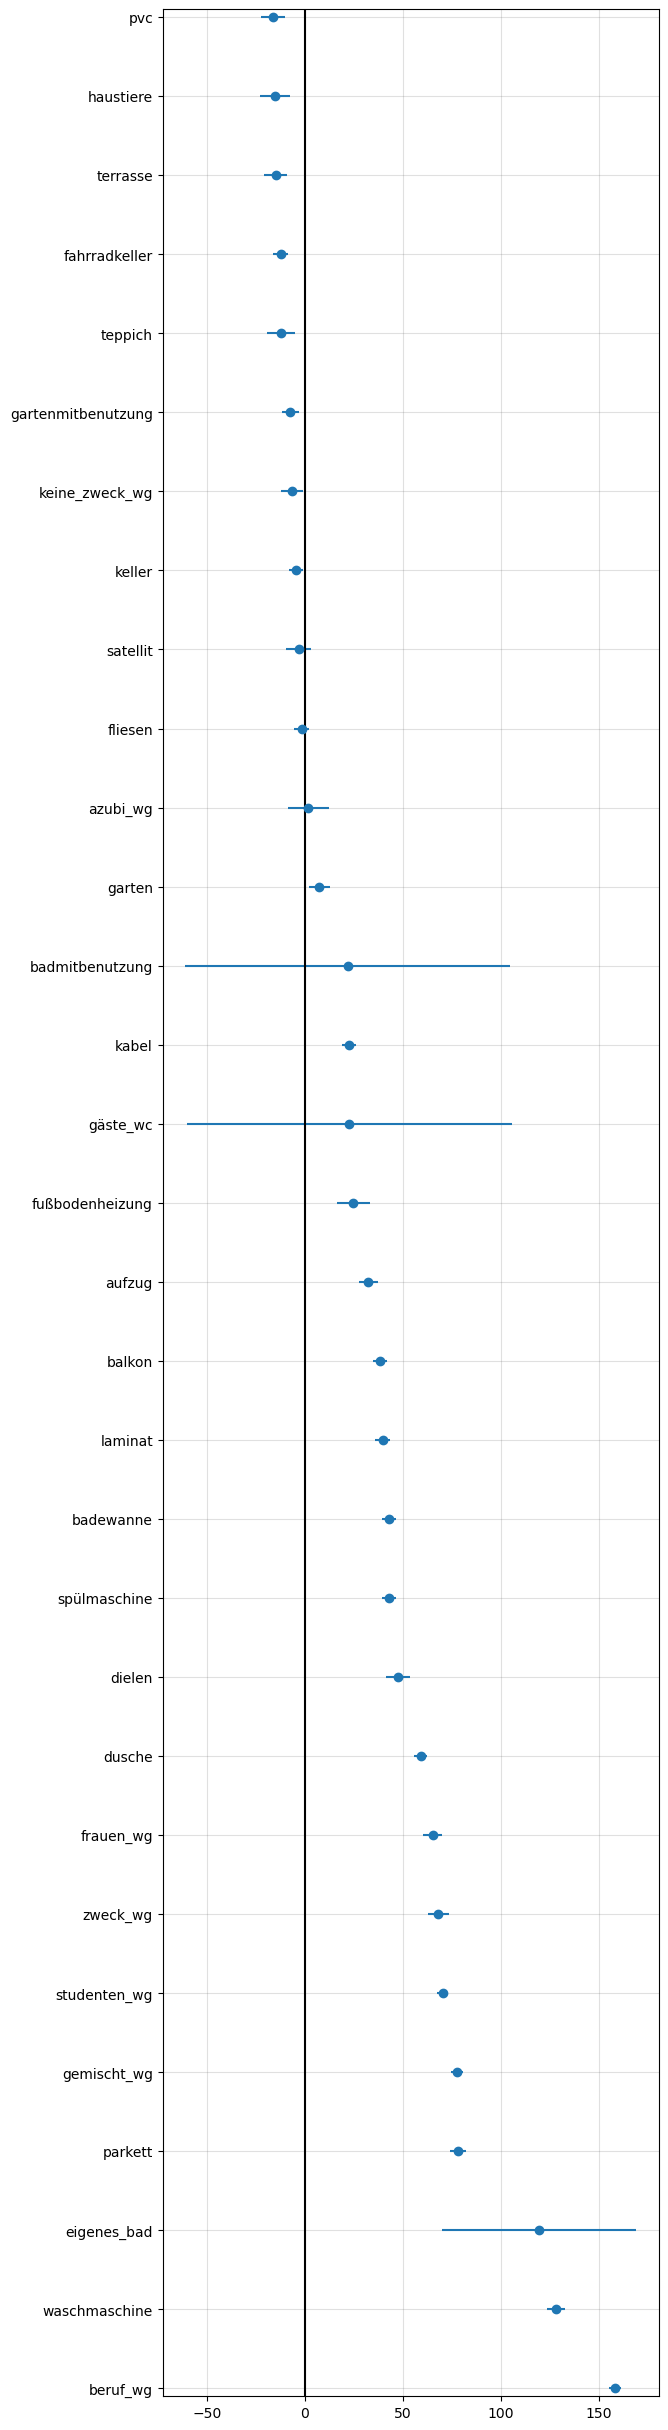 pvc
haustiere
terrasse
fahrradkeller
teppich
gartenmitbenutzung
keine_zweck_wg
keller
satellit
fliesen
azubi_wg
garten
badmitbenutzung
kabel
gäste_wc
fußbodenheizung
aufzug
balkon
laminat
badewanne
spülmaschine
dielen
dusche
frauen_wg
zweck_wg
studenten_wg
gemischt_wg
parkett
eigenes_bad
waschmaschine
beruf_wg
−50 0 50 100 150